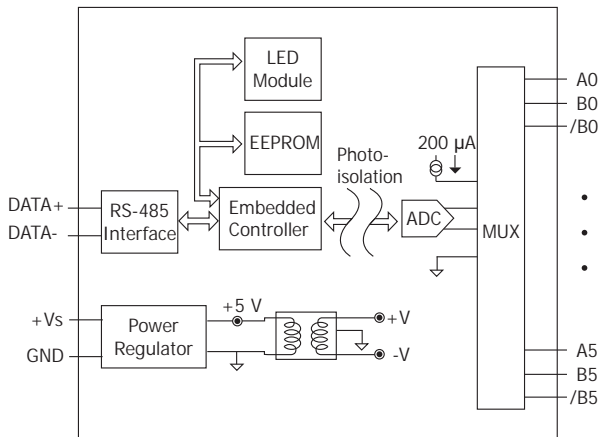 LED
Module
EEPROM
Photo-
isolation
200 µA
A0
B0
/B0
DATA+
DATA-
RS-485
Interface
Embedded
Controller
ADC
MUX
+Vs
GND
Power
Regulator
+5 V
+V
-V
A5
B5
/B5